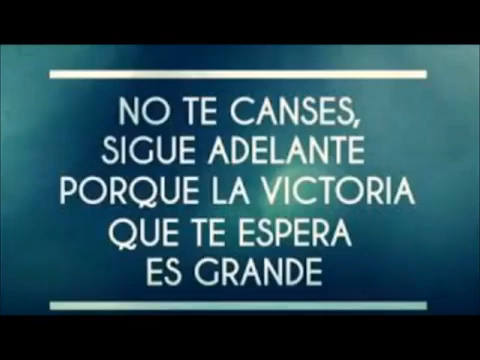 NO TE CANSES,
SIGUE ADELANTE
PORQUE LA VICTORIA
QUE TE ESPERA
ES GRANDE